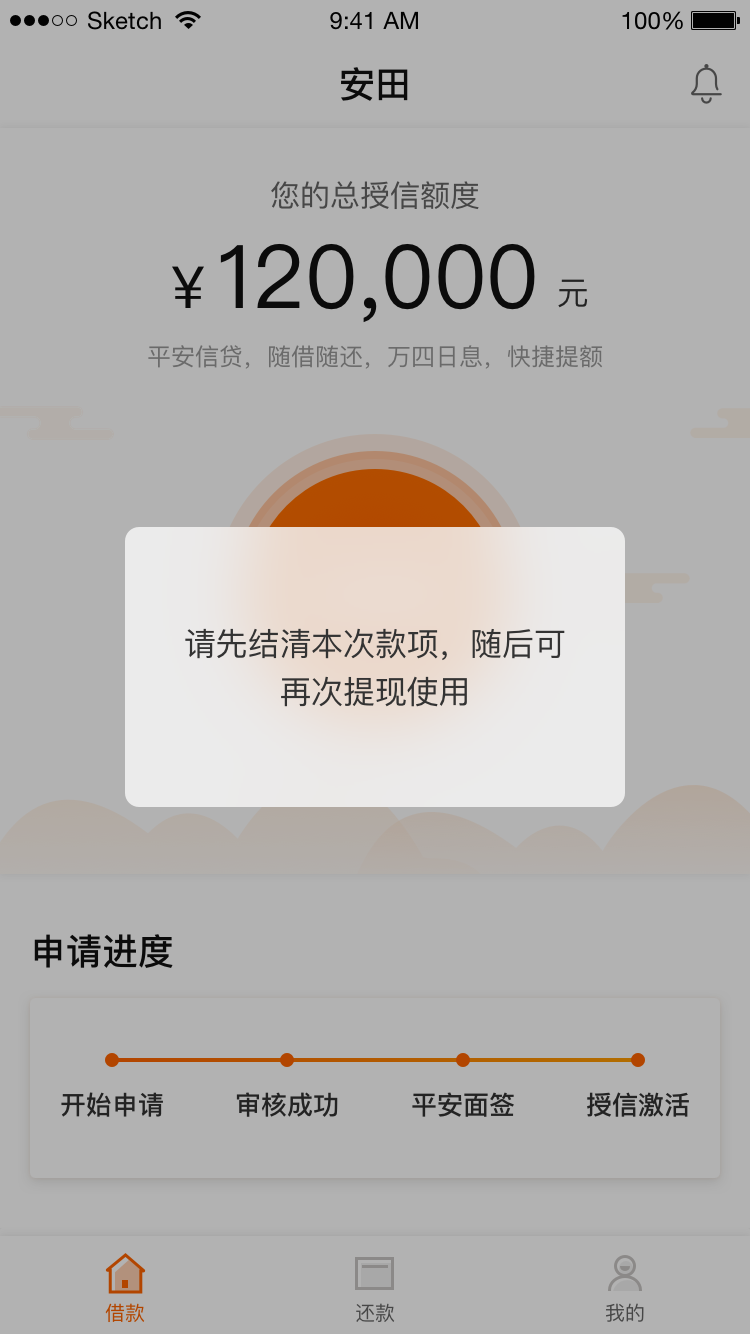 Sketch 9:41 AM 100%
安田
您的总授信额度
¥120,000 元
平安信贷，随借随还，万四日息，快捷提额
请先结清本次款项，随后可
再次提现使用
申请进度
开始申请 审核成功 平安面签 授信激活
借款 还款 我的